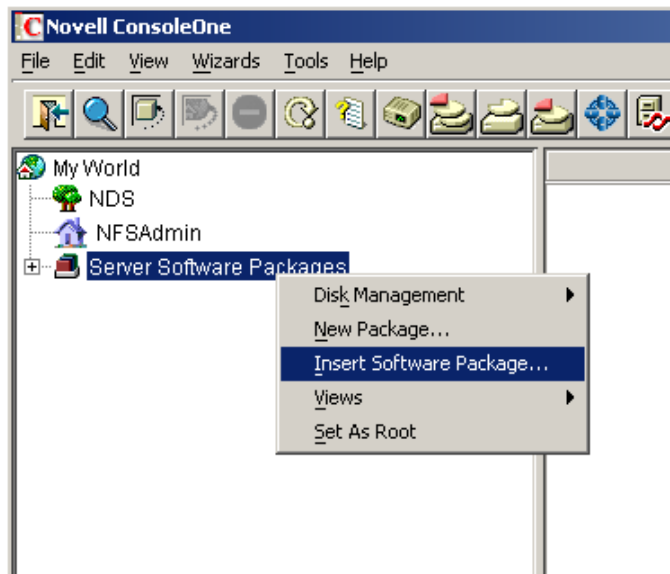 Novell ConsoleOne
File Edit View Wizards Tools Help
My World
NDS
NFSAdmin
Server Software Packages
Disk Management
New Package...
Insert Software Package...
Views
Set As Root